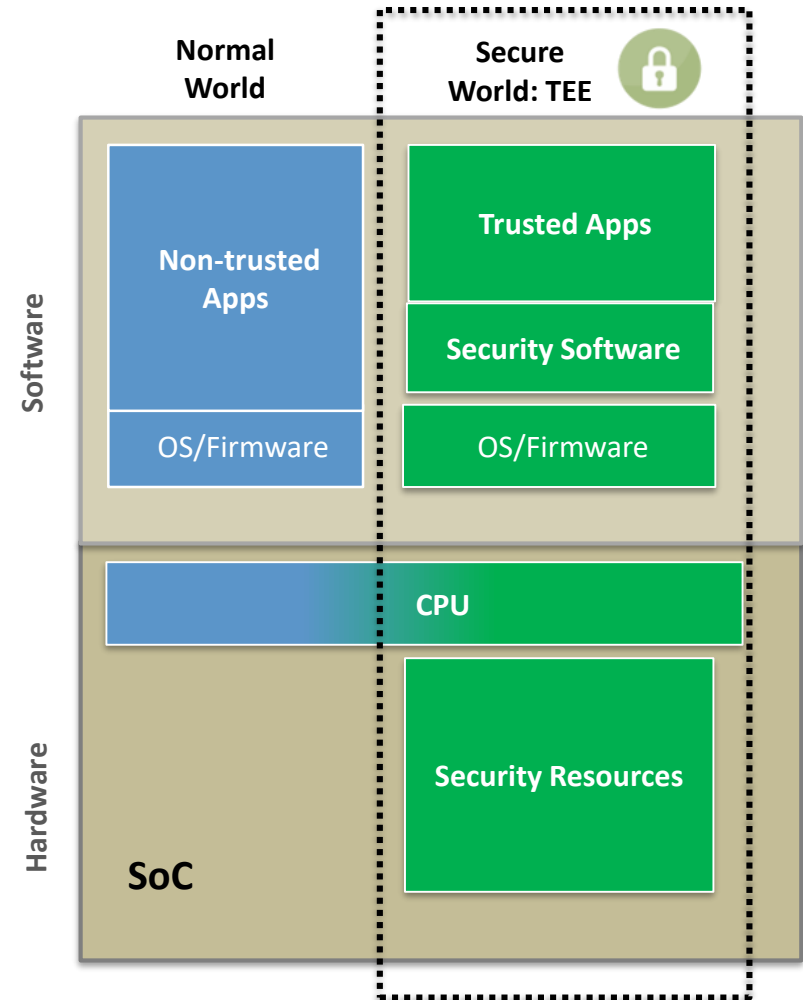 Normal
World
Secure
World: TEE
Software
Non-trusted
Apps
OS/Firmware
Trusted Apps
Security Software
OS/Firmware
Hardware
CPU
Security Resources
SoC